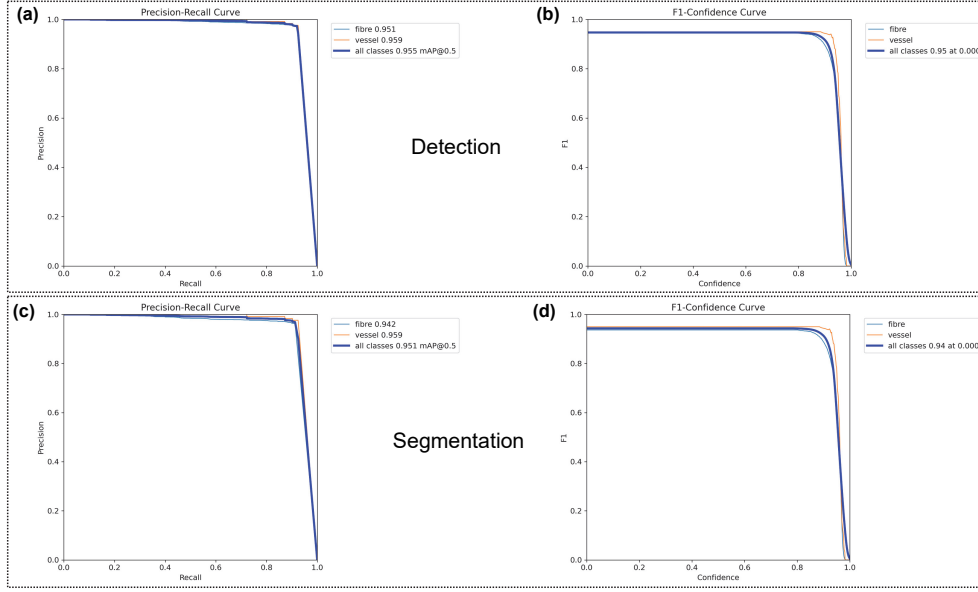 (a)
Precision-Recall Curve
1.0
0.8
0.6
0.4
0.2
0.0
Precision
0.0 0.2 0.4 0.6 0.8 1.0
Recall
fibre 0.951
vessel 0.959
all classes 0.955 mAP@0.5
Detection
(b)
F1-Confidence Curve
1.0
0.8
0.6
0.4
0.2
0.0
F1
0.0 0.2 0.4 0.6 0.8 1.0
Confidence
fibre
vessel
all classes 0.95 at 0.000
(c)
Precision-Recall Curve
1.0
0.8
0.6
0.4
0.2
0.0
Precision
0.0 0.2 0.4 0.6 0.8 1.0
Recall
fibre 0.942
vessel 0.959
all classes 0.951 mAP@0.5
Segmentation
(d)
F1-Confidence Curve
1.0
0.8
0.6
0.4
0.2
0.0
F1
0.0 0.2 0.4 0.6 0.8 1.0
Confidence
fibre
vessel
all classes 0.94 at 0.000